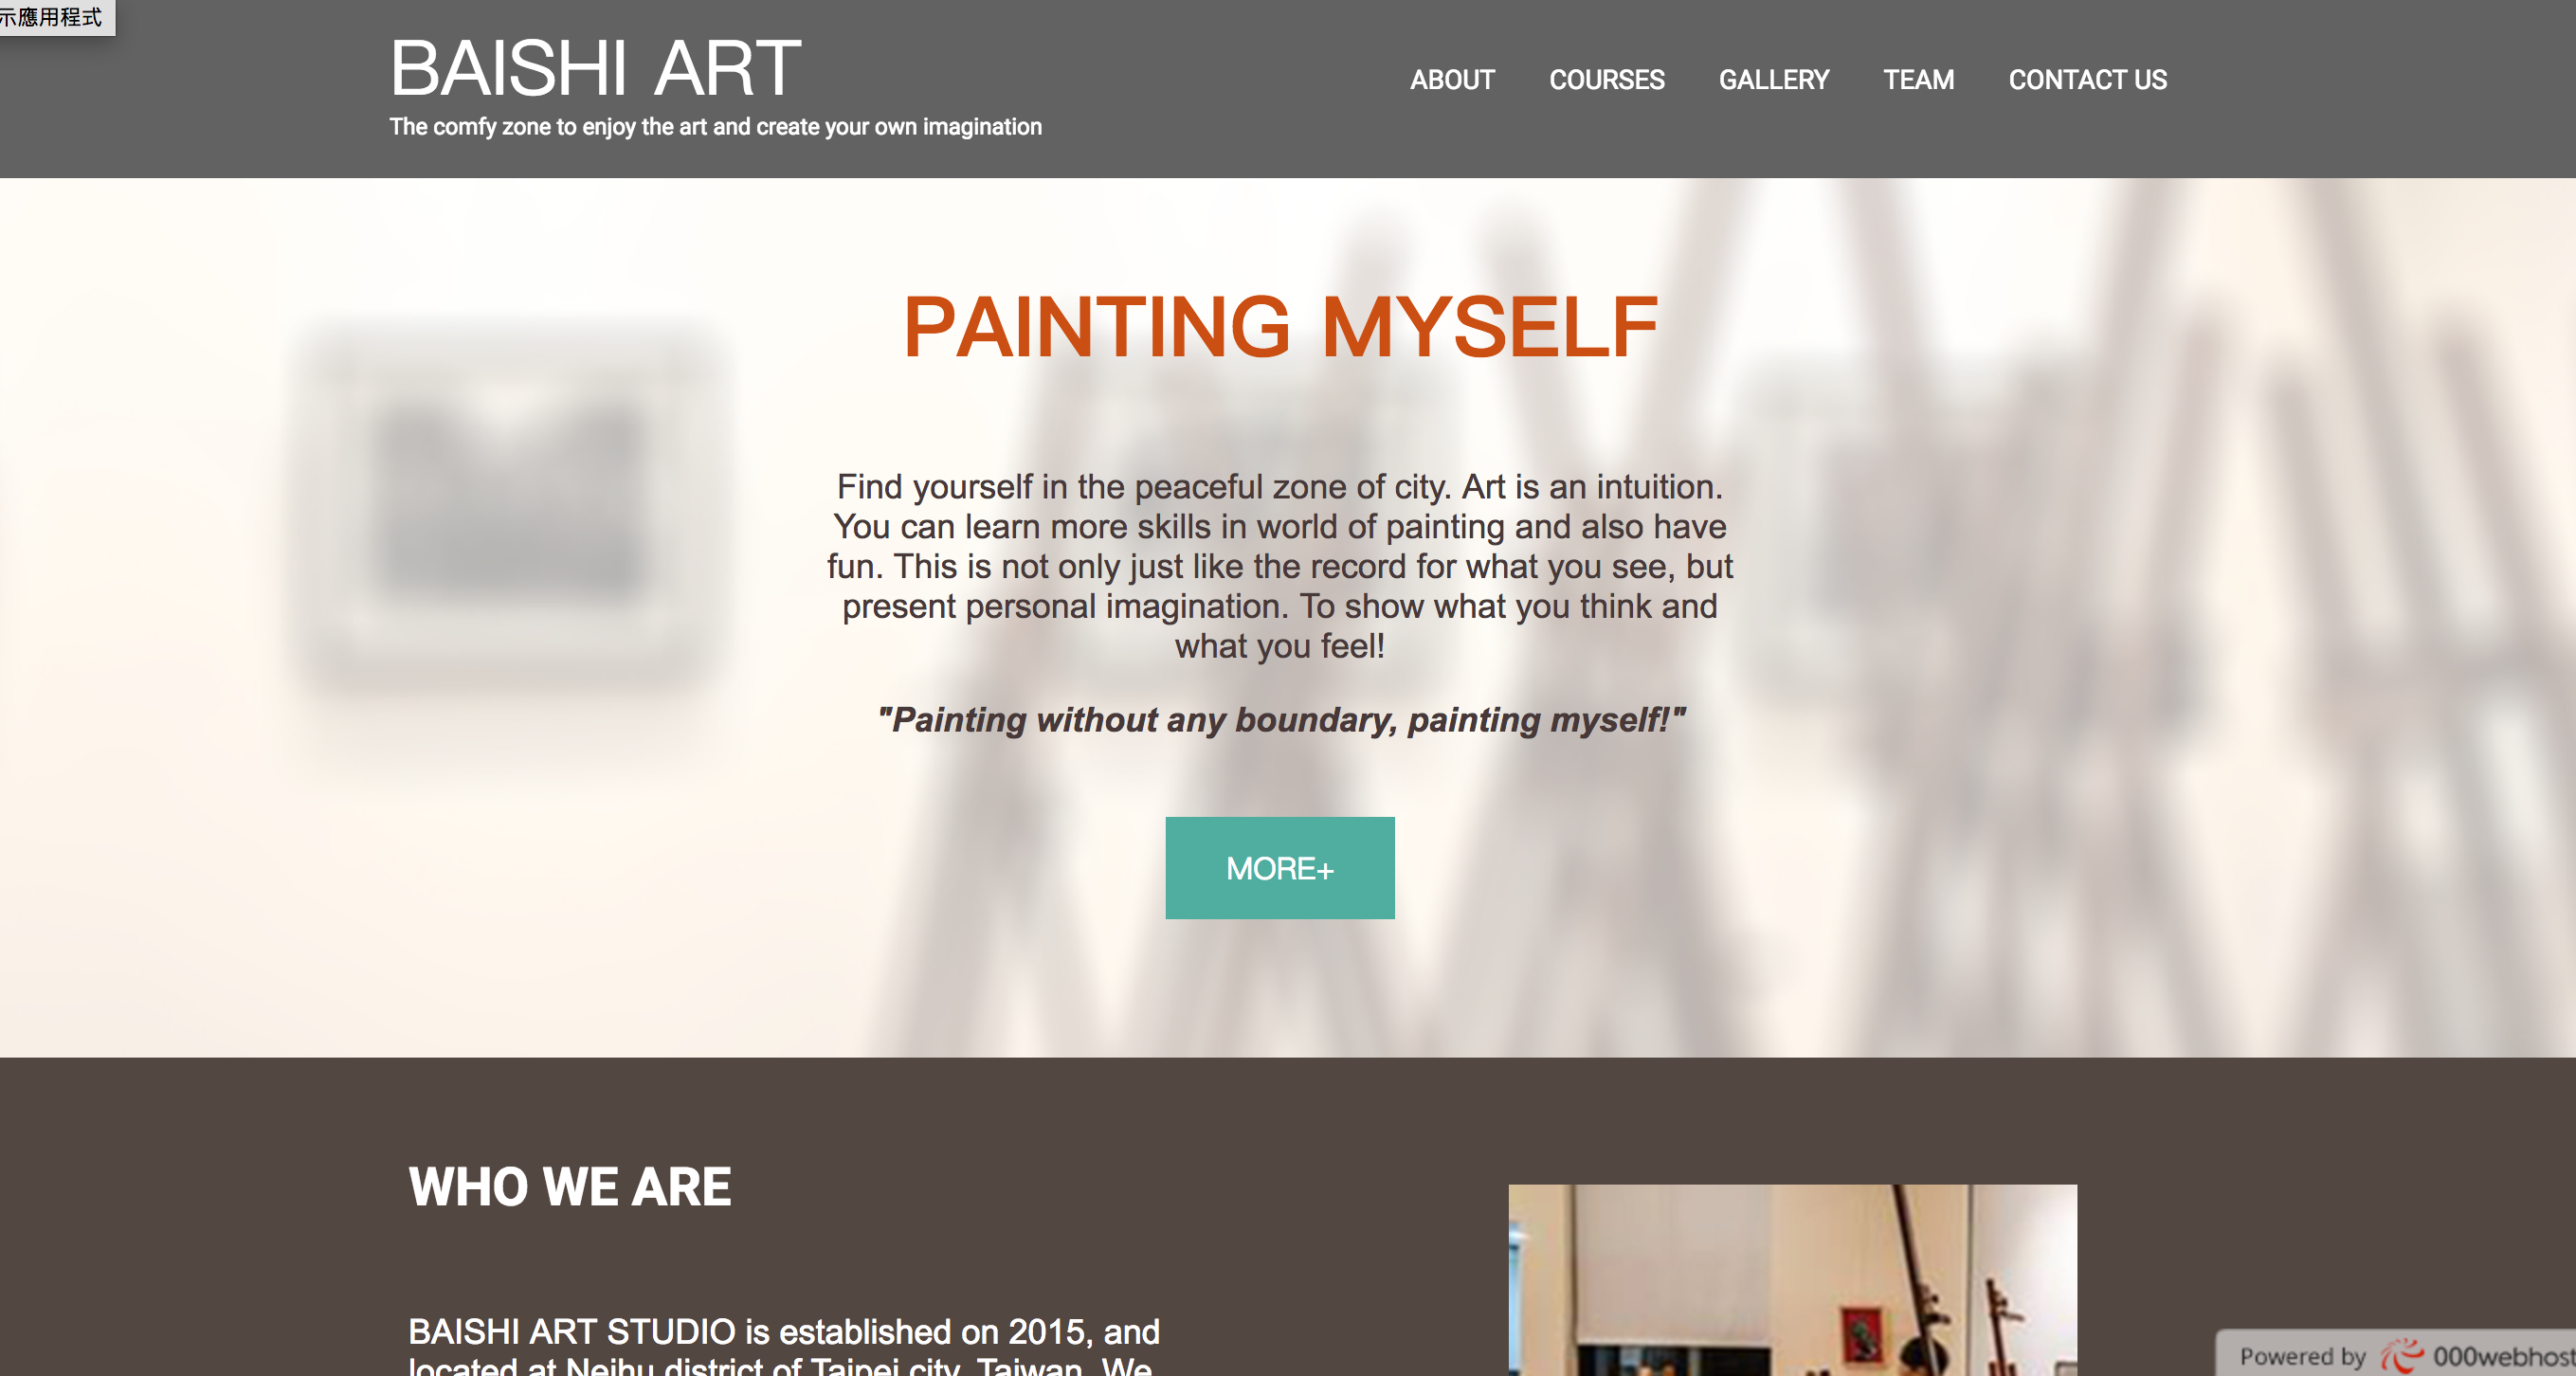 示應用程式
BAISHI ART
The comfy zone to enjoy the art and create your own imagination
ABOUT COURSES GALLERY TEAM CONTACT US
PAINTING MYSELF
Find yourself in the peaceful zone of city. Art is an intuition.
You can learn more skills in world of painting and also have
fun. This is not only just like the record for what you see, but
present personal imagination. To show what you think and
what you feel!
"Painting without any boundary, painting myself!"
MORE+
WHO WE ARE
BAISHI ART STUDIO is established on 2015, and
located at Neihu district of Taipei city, Taiwan. We
Powered by 000webhost